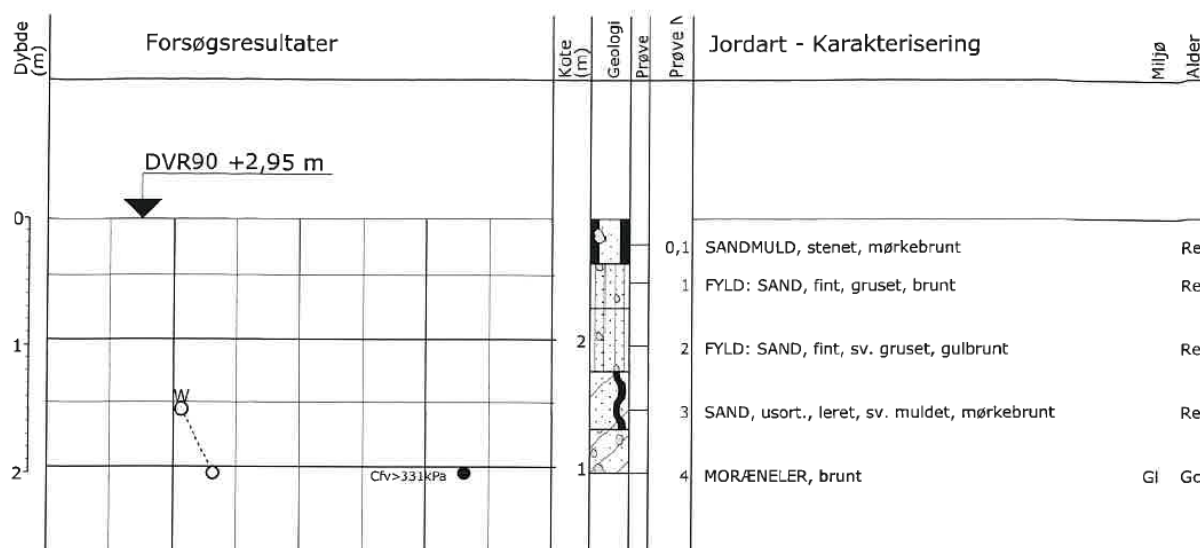 Dybde (m)
Forsøgsresultater
Kote (m)
Geologi
Prøve
Prøve N
Jordart - Karakterisering
Miljø
Alder
DVR90 +2,95 m
0
0,1 SANDMULD, stenet, mørkebrunt Re
1 FYLD: SAND, fint, gruset, brunt Re
1
2
2 FYLD: SAND, fint, sv. gruset, gulbrunt Re
W
3 SAND, usort., leret, sv. muldet, mørkebrunt Re
2
Cfv>331kPa
1
4 MORÆNELER, brunt Gl Gc